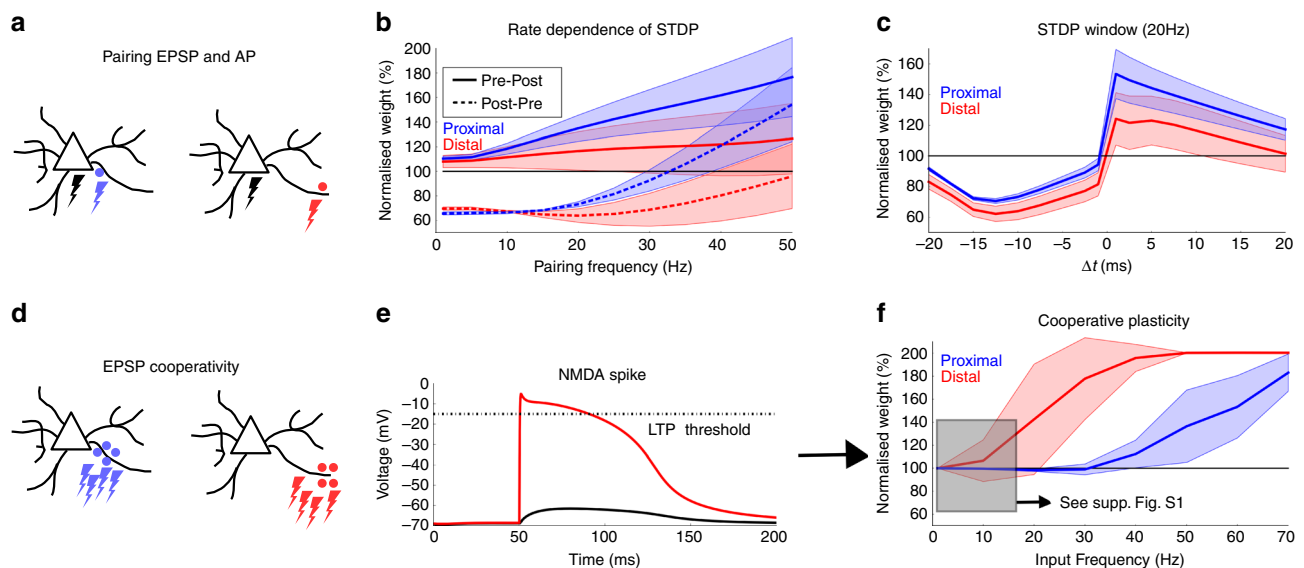 a
Pairing EPSP and AP
b
Rate dependence of STDP
Normalised weight (%)
200
180
160
140
120
100
80
60
Pre-Post
Post-Pre
Proximal
Distal
0 10 20 30 40 50
Pairing frequency (Hz)
c
STDP window (20Hz)
Normalised weight (%)
160
140
120
100
80
60
Proximal
Distal
−20 −15 −10 −5 0 5 10 15 20
Δt (ms)
d
EPSP cooperativity
e
NMDA spike
Voltage (mV)
0
−10
−20
−30
−40
−50
−60
−70
LTP threshold
0 50 100 150 200
Time (ms)
f
Cooperative plasticity
Normalised weight (%)
200
180
160
140
120
100
80
60
Proximal
Distal
See supp. Fig. S1
0 10 20 30 40 50 60 70
Input Frequency (Hz)